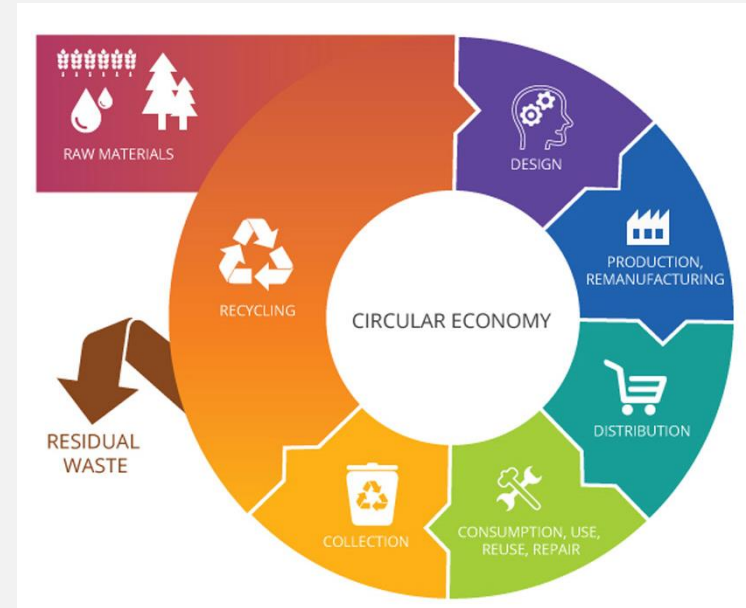 RAW MATERIALS
DESIGN
PRODUCTION,
REMANUFACTURING
RECYCLING
CIRCULAR ECONOMY
DISTRIBUTION
RESIDUAL
WASTE
CONSUMPTION, USE,
REUSE, REPAIR
COLLECTION